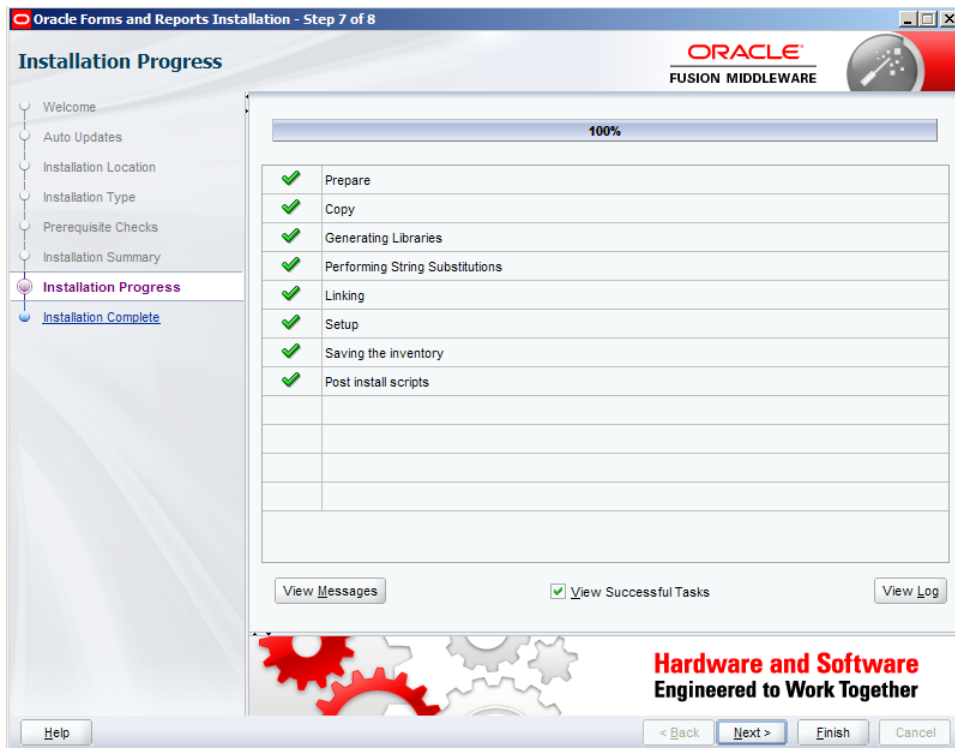 Oracle Forms and Reports Installation - Step 7 of 8
Installation Progress
ORACLE
FUSION MIDDLEWARE
Welcome
Auto Updates
Installation Location
Installation Type
Prerequisite Checks
Installation Summary
Installation Progress
Installation Complete
100%
Prepare
Copy
Generating Libraries
Performing String Substitutions
Linking
Setup
Saving the inventory
Post install scripts
View Messages
View Successful Tasks
View Log
Hardware and Software
Engineered to Work Together
Help
< Back
Next >
Finish
Cancel